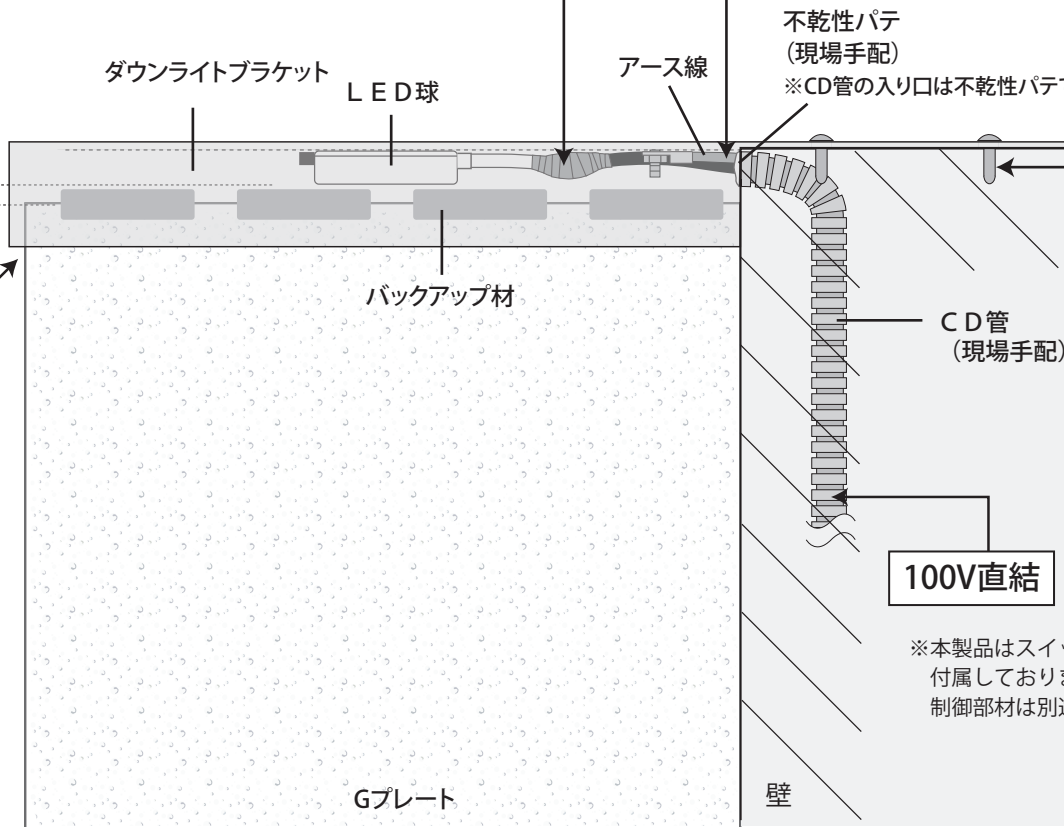 不乾性パテ
(現場手配)
※CD管の入り口は不乾性パテ
アース線
ダウンライトブラケット
LED球
バックアップ材
CD管
(現場手配)
100V直結
※本製品はスイッ
付属しており
制御部材は別
Gプレート
壁